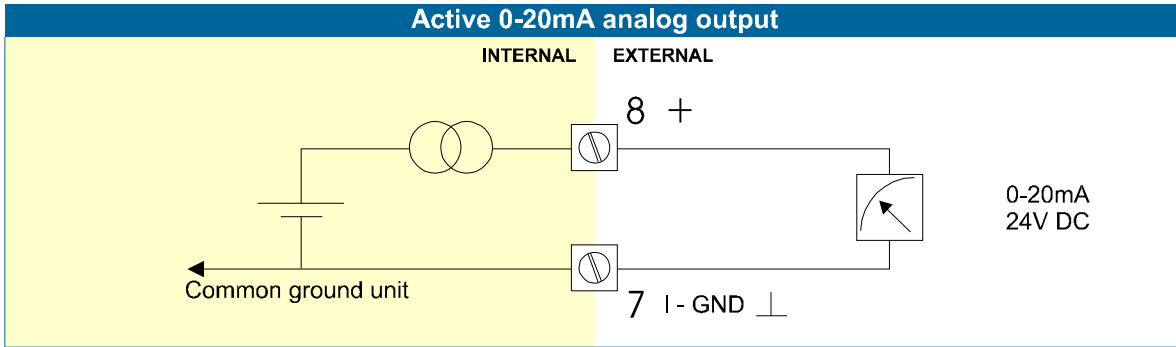 Active 0-20mA analog output
INTERNAL EXTERNAL
8 +
0-20mA
24V DC
Common ground unit
7 I - GND ⊥